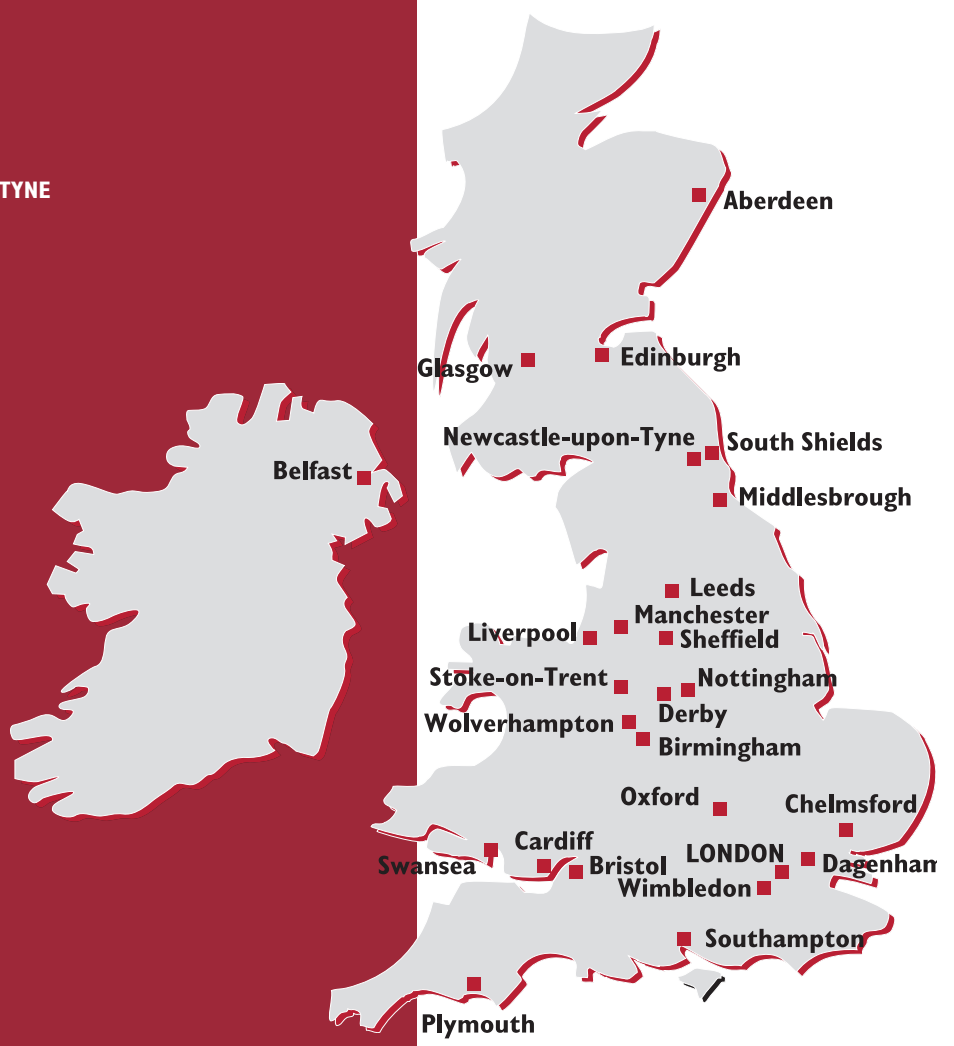 TYNE
Aberdeen
Edinburgh
Glasgow
Newcastle-upon-Tyne
South Shields
Belfast
Middlesbrough
Leeds
Manchester
Liverpool
Sheffield
Stoke-on-Trent
Nottingham
Derby
Wolverhampton
Birmingham
Oxford
Chelmsford
Cardiff
LONDON
Swansea
Bristol
Dagenham
Wimbledon
Southampton
Plymouth